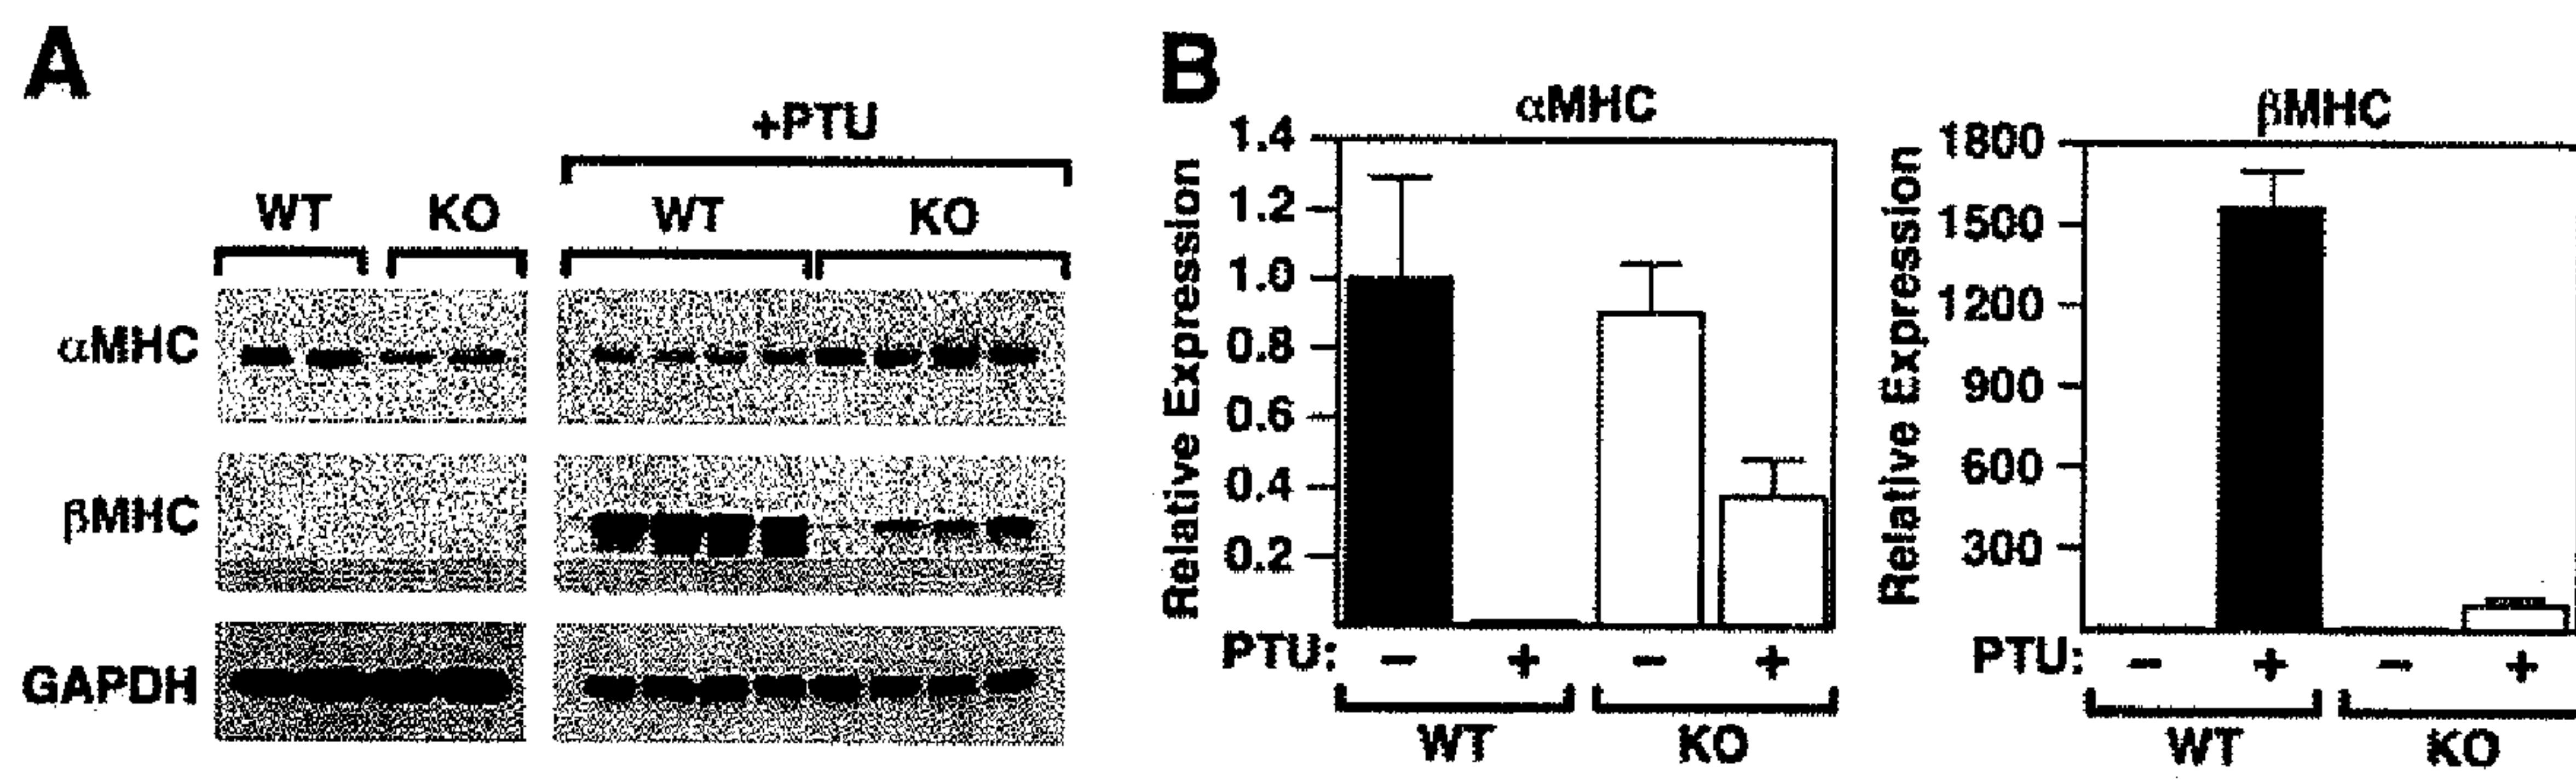 A
+PTU
WT KO WT KO
αMHC
βMHC
GAPDH
B
αMHC
Relative Expression
1.4
1.2
1.0
0.8
0.6
0.4
0.2
PTU: − + − +
WT KO
βMHC
Relative Expression
1800
1500
1200
900
600
300
PTU: − + − +
WT KO